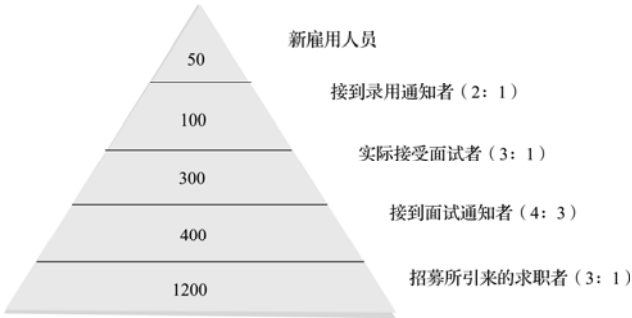 50
新雇用人员
100
接到录用通知者（2：1）
300
实际接受面试者（3：1）
400
接到面试通知者（4：3）
1200
招募所引来的求职者（3：1）